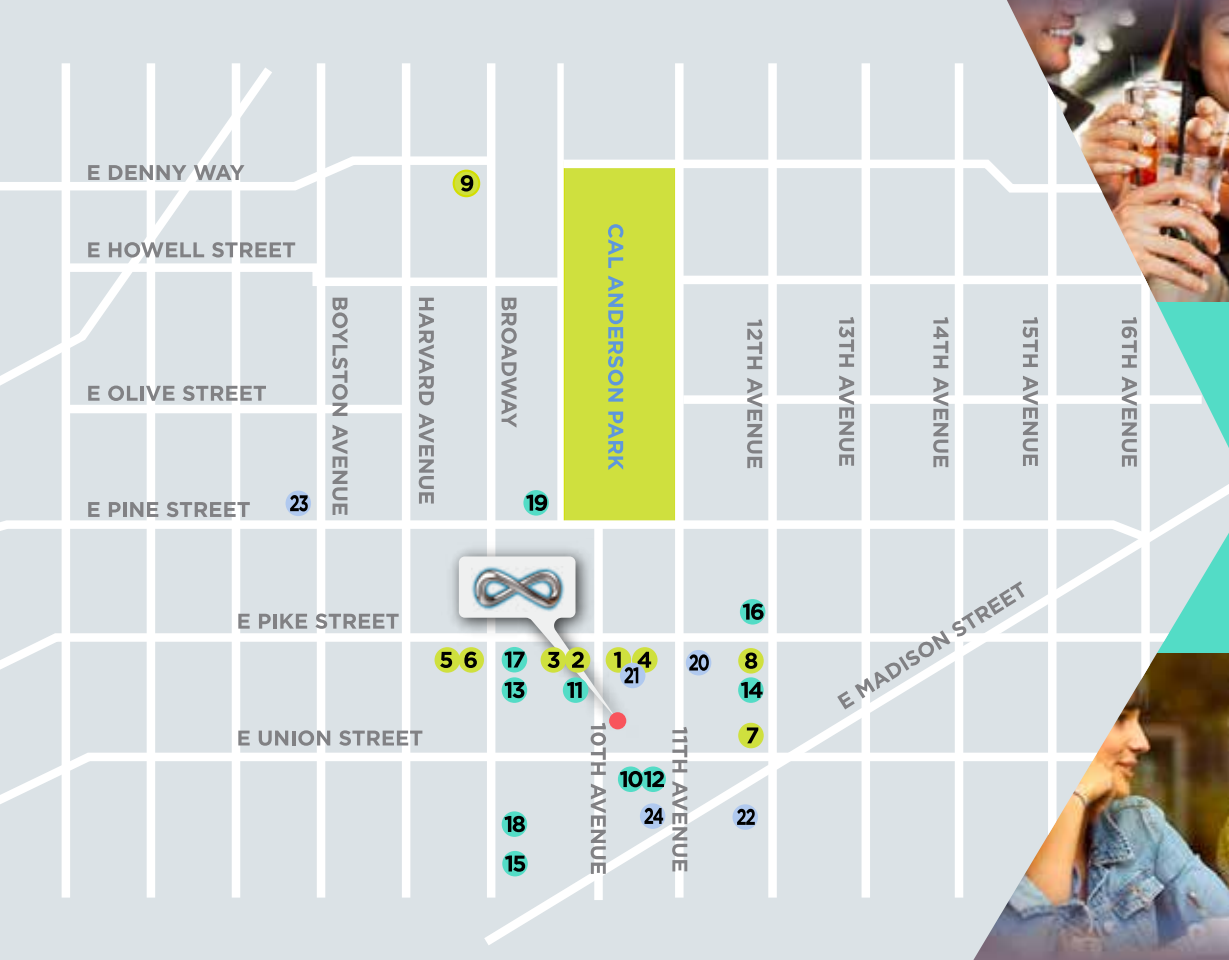 E DENNY WAY
9
E HOWELL STREET
CAL ANDERSON PARK
BOYLSTON AVENUE
HARVARD AVENUE
BROADWAY
12TH AVENUE
13TH AVENUE
14TH AVENUE
15TH AVENUE
16TH AVENUE
E OLIVE STREET
E PINE STREET
23
19
E PIKE STREET
16
E MADISON STREET
5 6 17 3 2 1 4 20 8
21
13 11 14
E UNION STREET
7
10TH AVENUE
11TH AVENUE
10 12
18
24
22
15